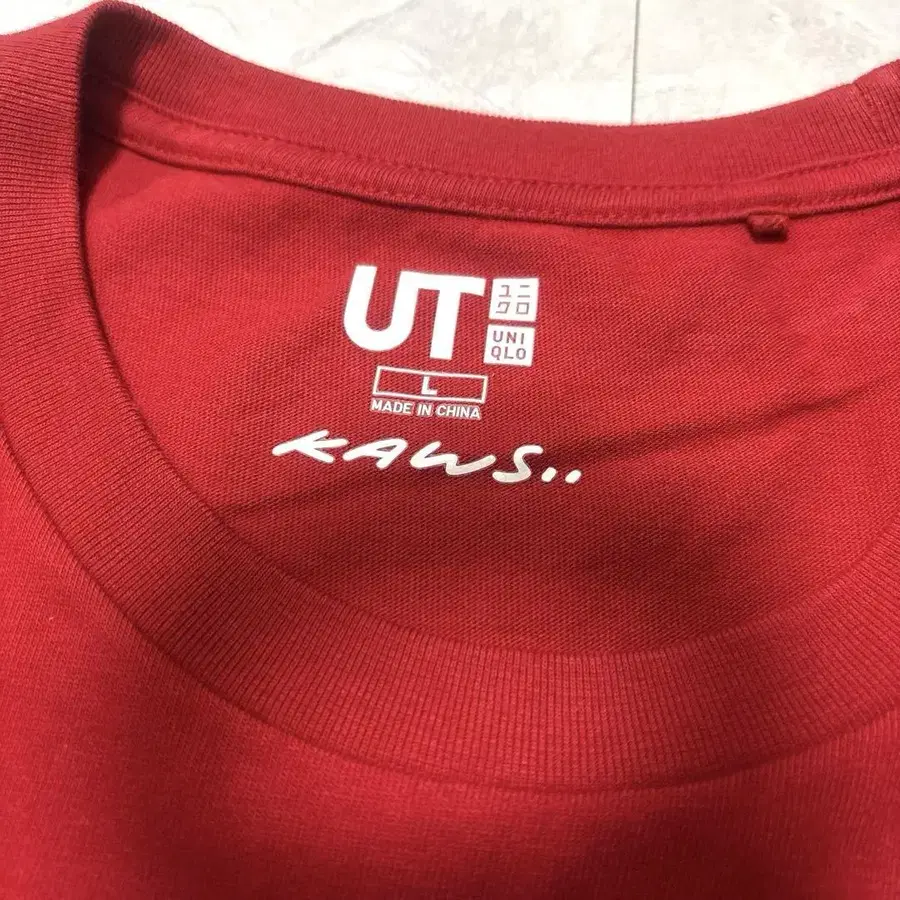 UT
ユニ
クロ
UNI
QLO
L
MADE IN CHINA
KAWS..